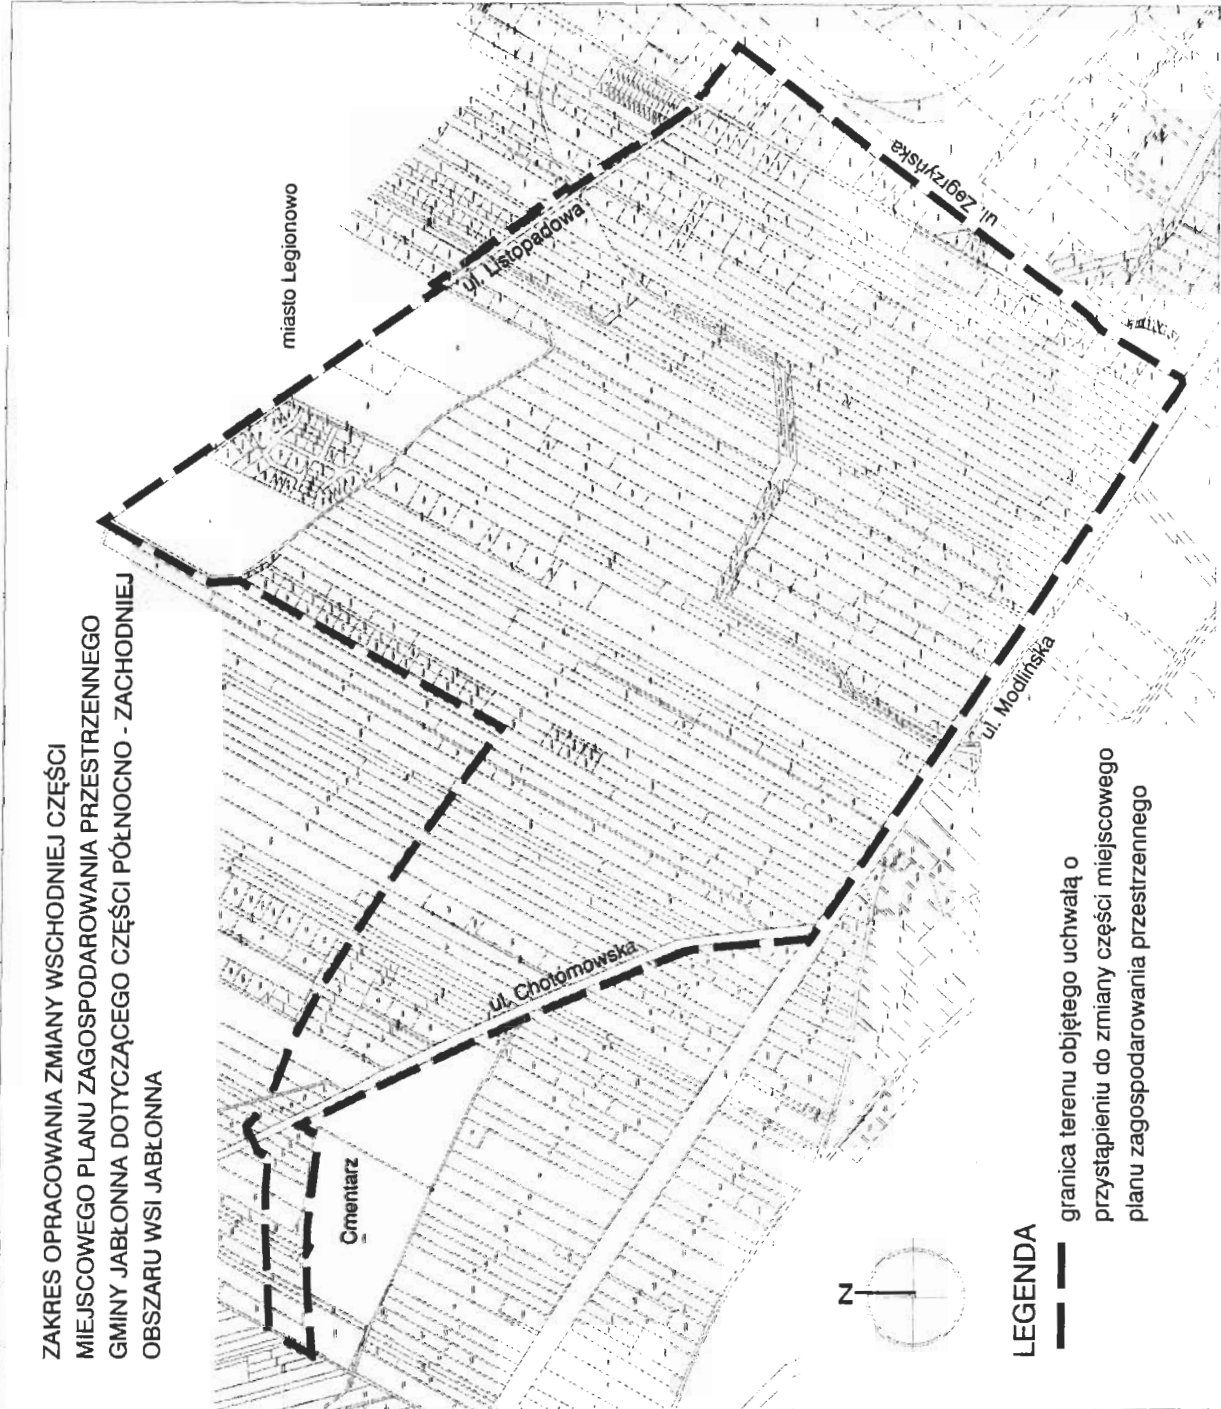 ZAKRES OPRACOWANIA ZMIANY WSCHODNIEJ CZĘŚCI
MIEJSCOWEGO PLANU ZAGOSPODAROWANIA PRZESTRZENNEGO
GMINY JABŁONNA DOTYCZĄCEGO CZĘŚCI PÓŁNOCNO - ZACHODNIEJ
OBSZARU WSI JABŁONNA
miasto Legionowo
ul. Listopadowa
ul. Zegrzyńska
ul. Chotomowska
Cmentarz
ul. Modlińska
N
LEGENDA
granica terenu objętego uchwałą o
przystąpieniu do zmiany części miejscowego
planu zagospodarowania przestrzennego